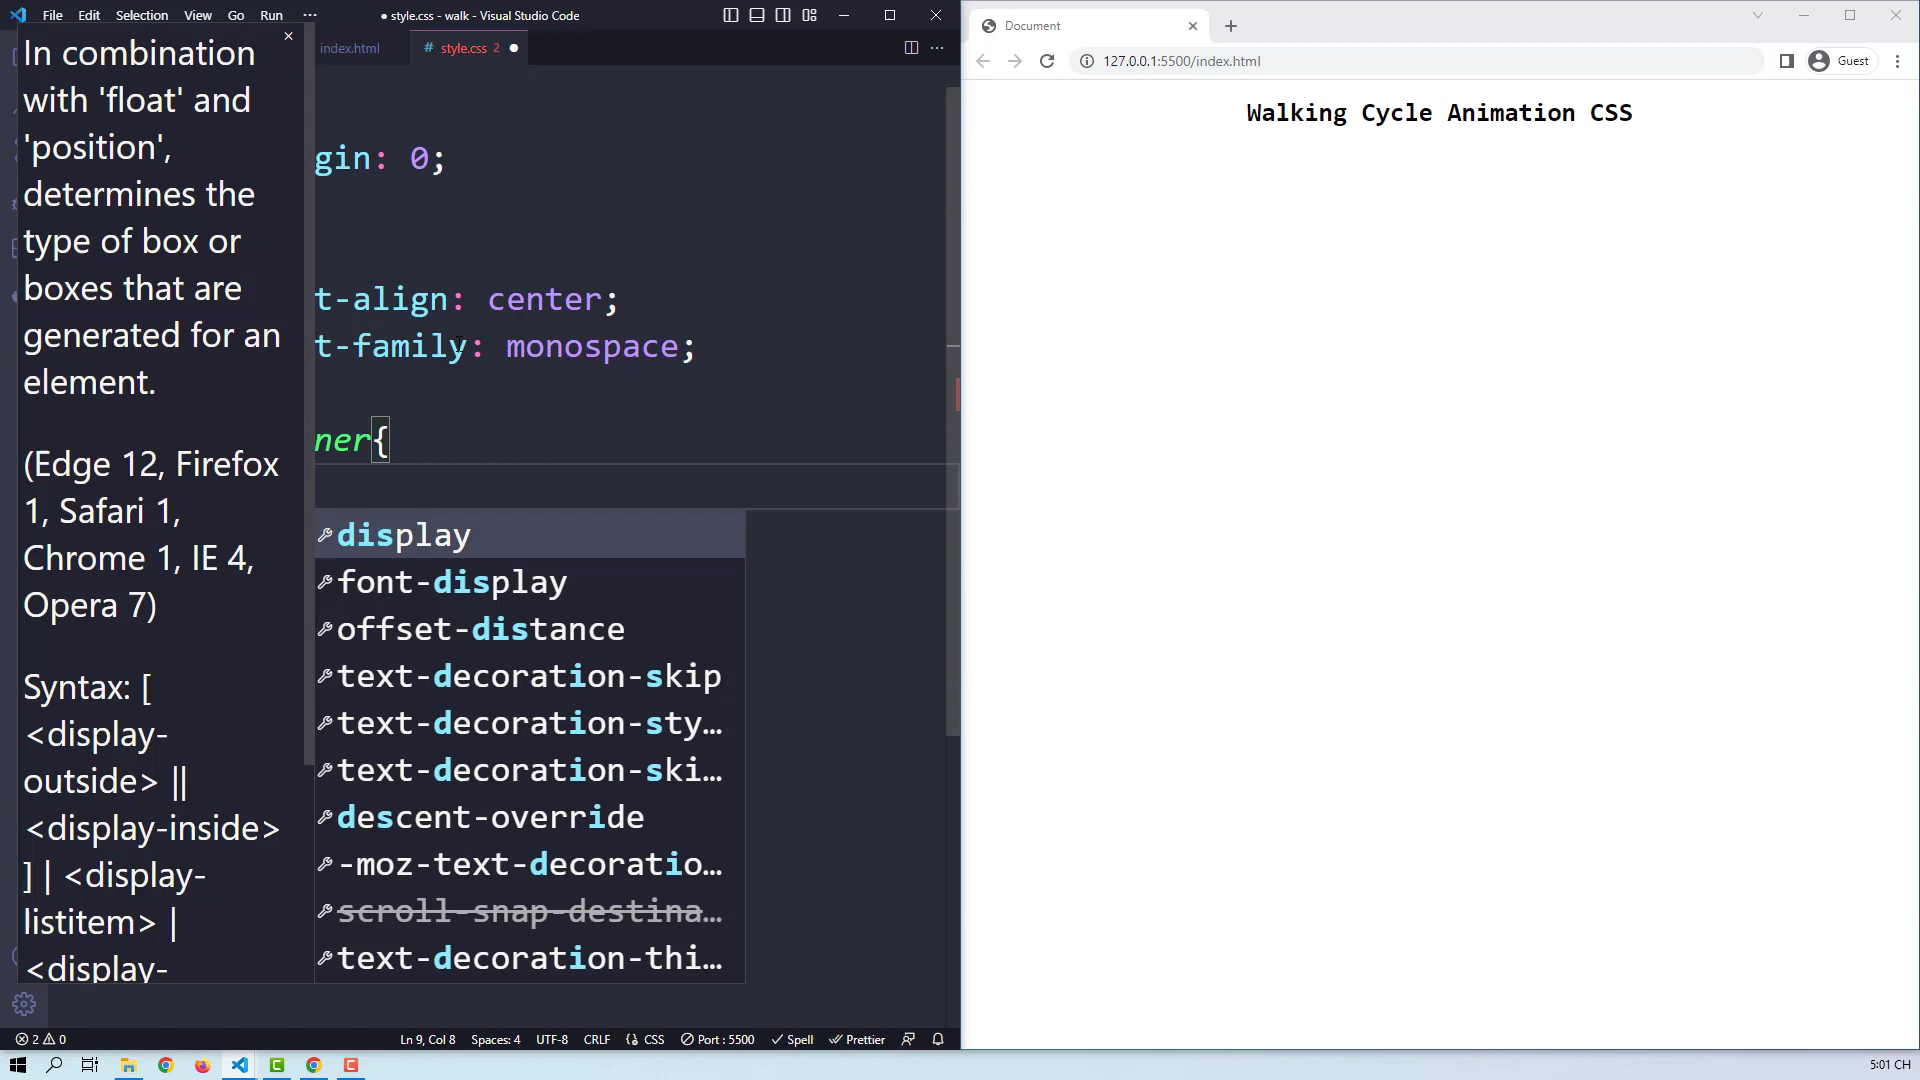 File Edit Selection View Go Run ···
● style.css - walk - Visual Studio Code
index.html
# style.css 2 ●
In combination
with 'float' and
'position',
determines the
type of box or
boxes that are
generated for an
element.
(Edge 12, Firefox
1, Safari 1,
Chrome 1, IE 4,
Opera 7)
Syntax: [
<display-
outside> ||
<display-inside>
] | <display-
listitem> |
<display-
gin: 0;
t-align: center;
t-family: monospace;
ner{
display
font-display
offset-distance
text-decoration-skip
text-decoration-sty…
text-decoration-ski…
descent-override
-moz-text-decoratio…
scroll-snap-destina…
text-decoration-thi…
2 0
Ln 9, Col 8 Spaces: 4 UTF-8 CRLF {} CSS Port : 5500 Spell Prettier
Document
127.0.0.1:5500/index.html
Guest
Walking Cycle Animation CSS
5:01 CH